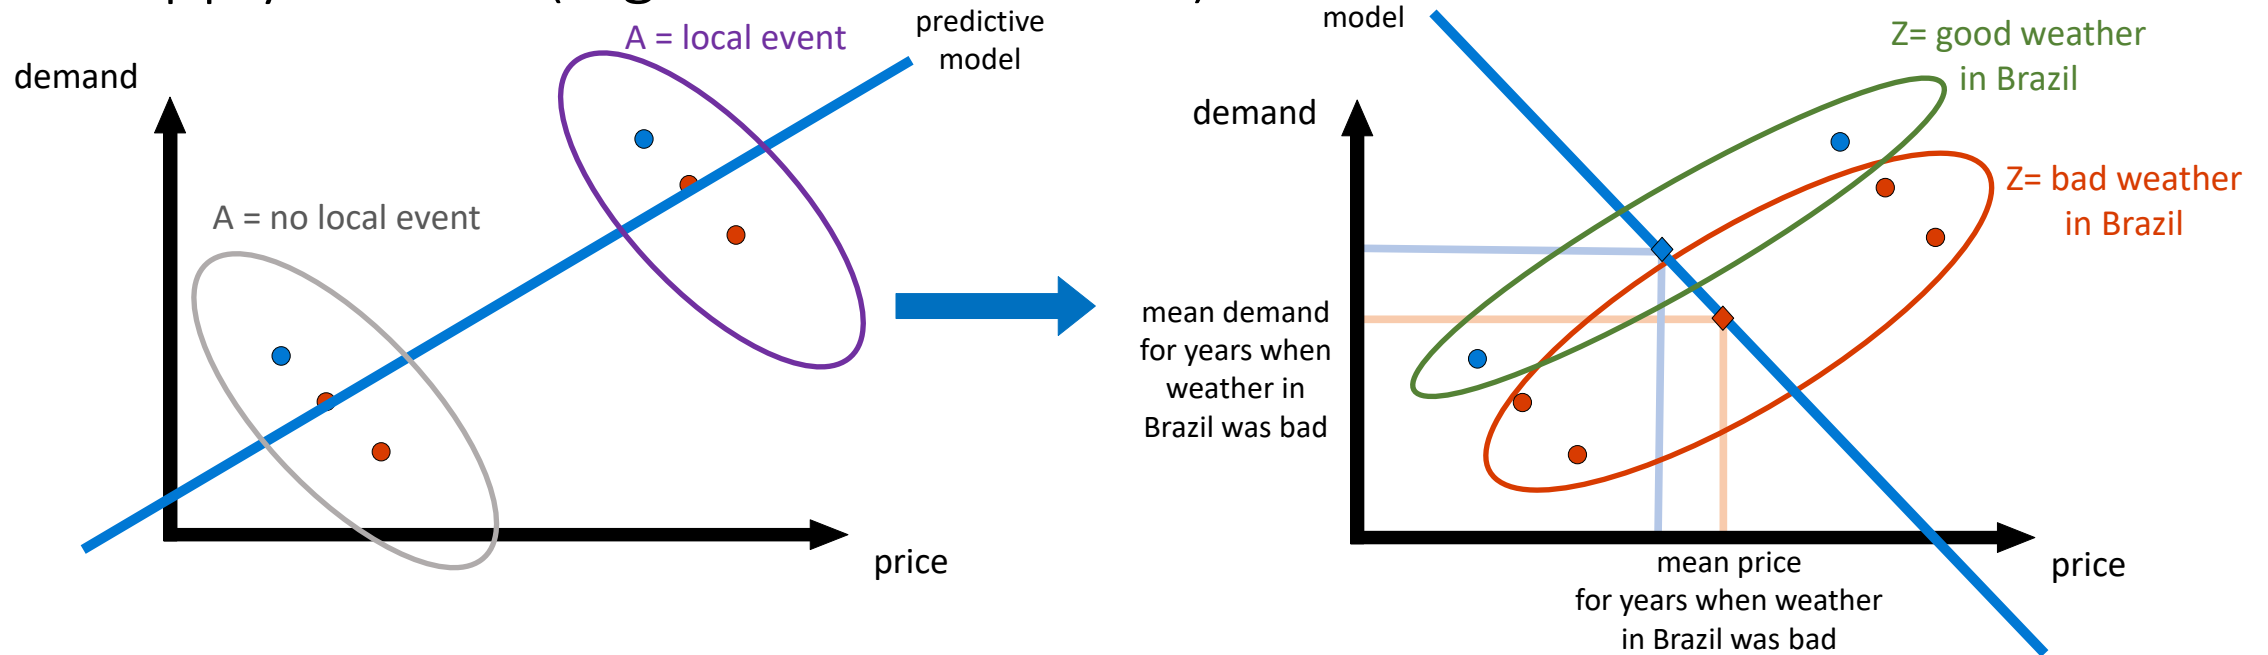 A = local event
predictive
model
demand
A = no local event
price
model
Z= good weather
in Brazil
demand
Z= bad weather
in Brazil
mean demand
for years when
weather in
Brazil was bad
price
mean price
for years when weather
in Brazil was bad